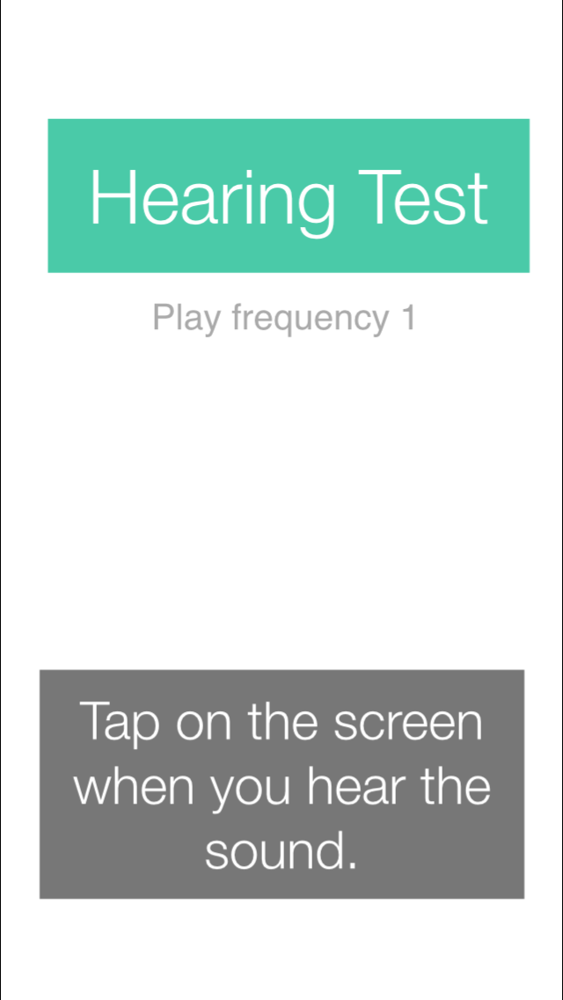 Hearing Test
Play frequency 1
Tap on the screen
when you hear the
sound.